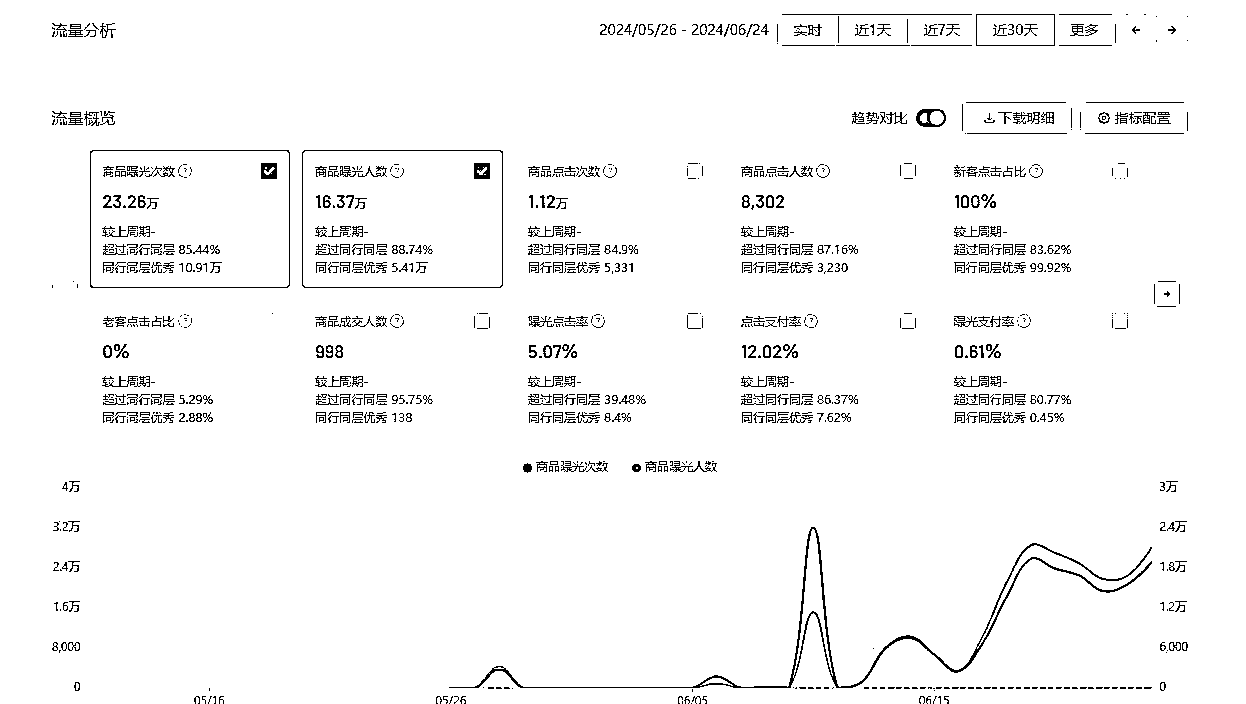 流量分析
2024/05/26 - 2024/06/24 实时 近1天 近7天 近30天 更多
流量概览
趋势对比 下载明细 指标配置
商品曝光次数 商品曝光人数 商品点击次数 商品点击人数 新客点击占比
23.26万 16.37万 1.12万 8,302 100%
较上周期- 较上周期- 较上周期- 较上周期- 较上周期-
超过同行同层 85.44% 超过同行同层 88.74% 超过同行同层 84.9% 超过同行同层 87.16% 超过同行同层 83.62%
同行同层优秀 10.91万 同行同层优秀 5.41万 同行同层优秀 5,331 同行同层优秀 3,230 同行同层优秀 99.92%
老客点击占比 商品成交人数 曝光点击率 点击支付率 曝光支付率
0% 998 5.07% 12.02% 0.61%
较上周期- 较上周期- 较上周期- 较上周期- 较上周期-
超过同行同层 5.29% 超过同行同层 95.75% 超过同行同层 39.48% 超过同行同层 86.37% 超过同行同层 80.77%
同行同层优秀 2.88% 同行同层优秀 138 同行同层优秀 8.4% 同行同层优秀 7.62% 同行同层优秀 0.45%
商品曝光次数 商品曝光人数
4万 3万
3.2万 2.4万
2.4万 1.8万
1.6万 1.2万
8,000 6,000
0 0
05/16 05/26 06/05 06/15